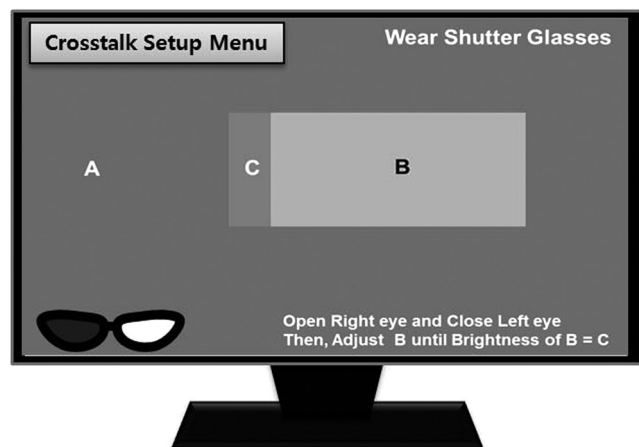 Crosstalk Setup Menu
Wear Shutter Glasses
A
C
B
Open Right eye and Close Left eye
Then, Adjust B until Brightness of B = C